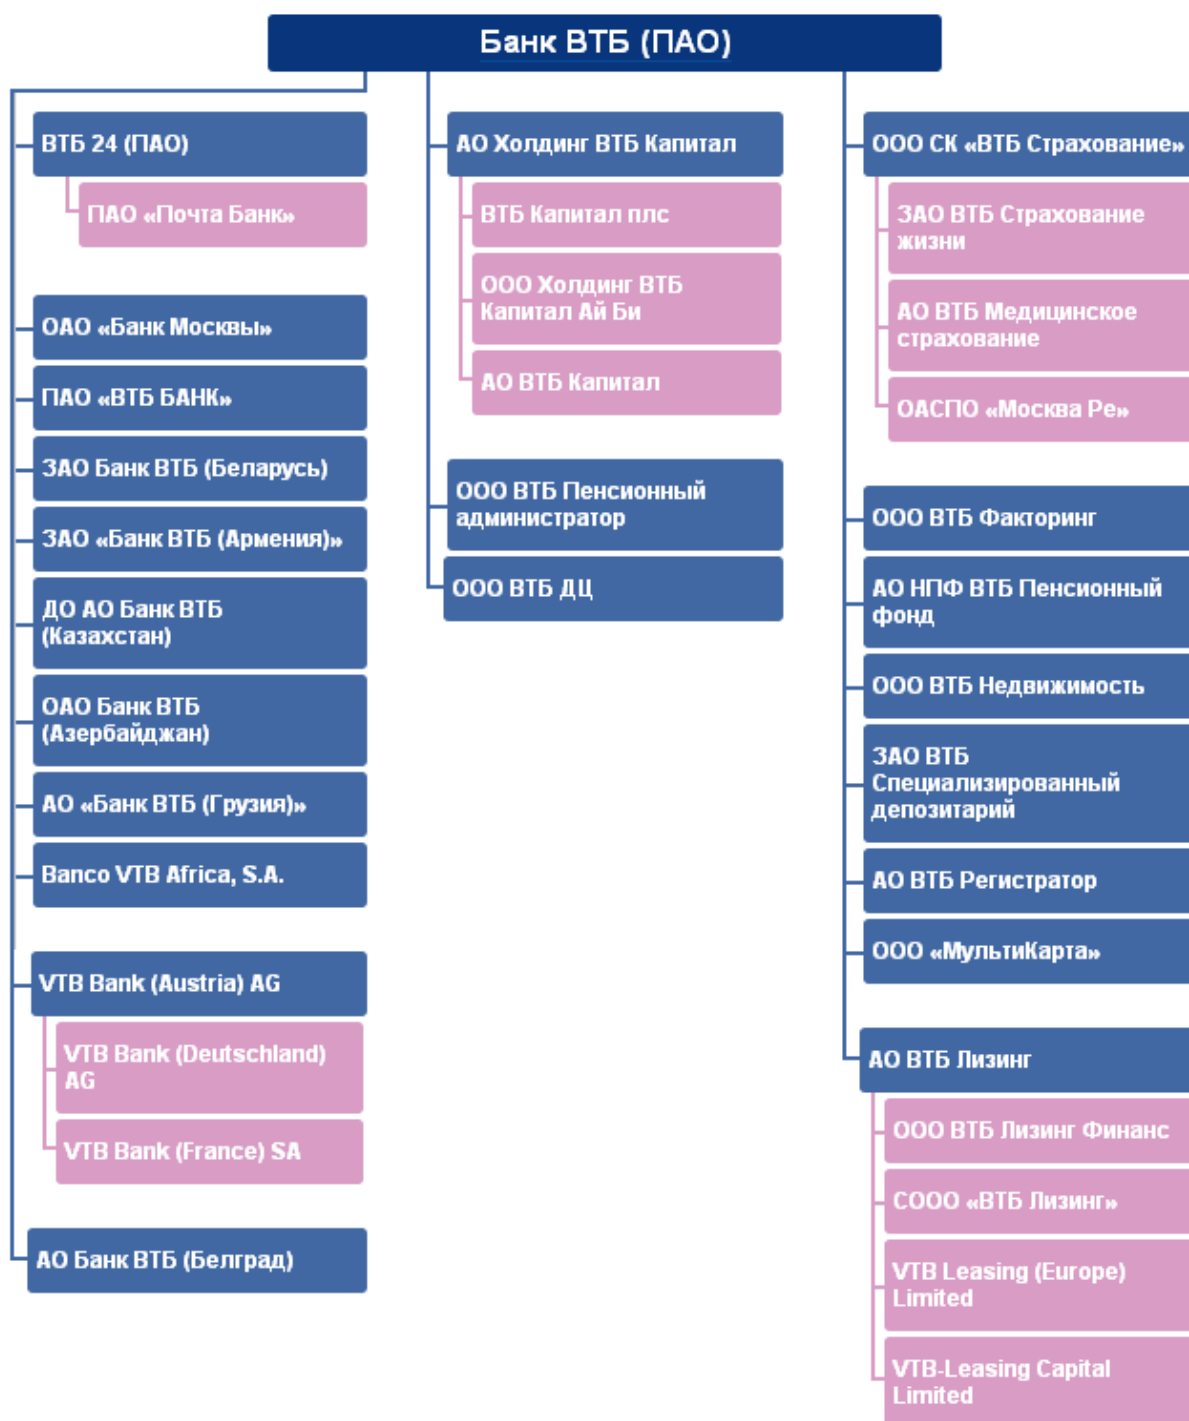 Банк ВТБ (ПАО)
ВТБ 24 (ПАО)
ПАО «Почта Банк»
ОАО «Банк Москвы»
ПАО «ВТБ БАНК»
ЗАО Банк ВТБ (Беларусь)
ЗАО «Банк ВТБ (Армения)»
ДО АО Банк ВТБ
(Казахстан)
ОАО Банк ВТБ
(Азербайджан)
АО «Банк ВТБ (Грузия)»
Banco VTB Africa, S.A.
VTB Bank (Austria) AG
VTB Bank (Deutschland)
AG
VTB Bank (France) SA
АО Банк ВТБ (Белград)
АО Холдинг ВТБ Капитал
ВТБ Капитал плс
ООО Холдинг ВТБ
Капитал Ай Би
АО ВТБ Капитал
ООО ВТБ Пенсионный
администратор
ООО ВТБ ДЦ
ООО СК «ВТБ Страхование»
ЗАО ВТБ Страхование
жизни
АО ВТБ Медицинское
страхование
ОАСПО «Москва Ре»
ООО ВТБ Факторинг
АО НПФ ВТБ Пенсионный
фонд
ООО ВТБ Недвижимость
ЗАО ВТБ
Специализированный
депозитарий
АО ВТБ Регистратор
ООО «МультиКарта»
АО ВТБ Лизинг
ООО ВТБ Лизинг Финанс
СООО «ВТБ Лизинг»
VTB Leasing (Europe)
Limited
VTB-Leasing Capital
Limited